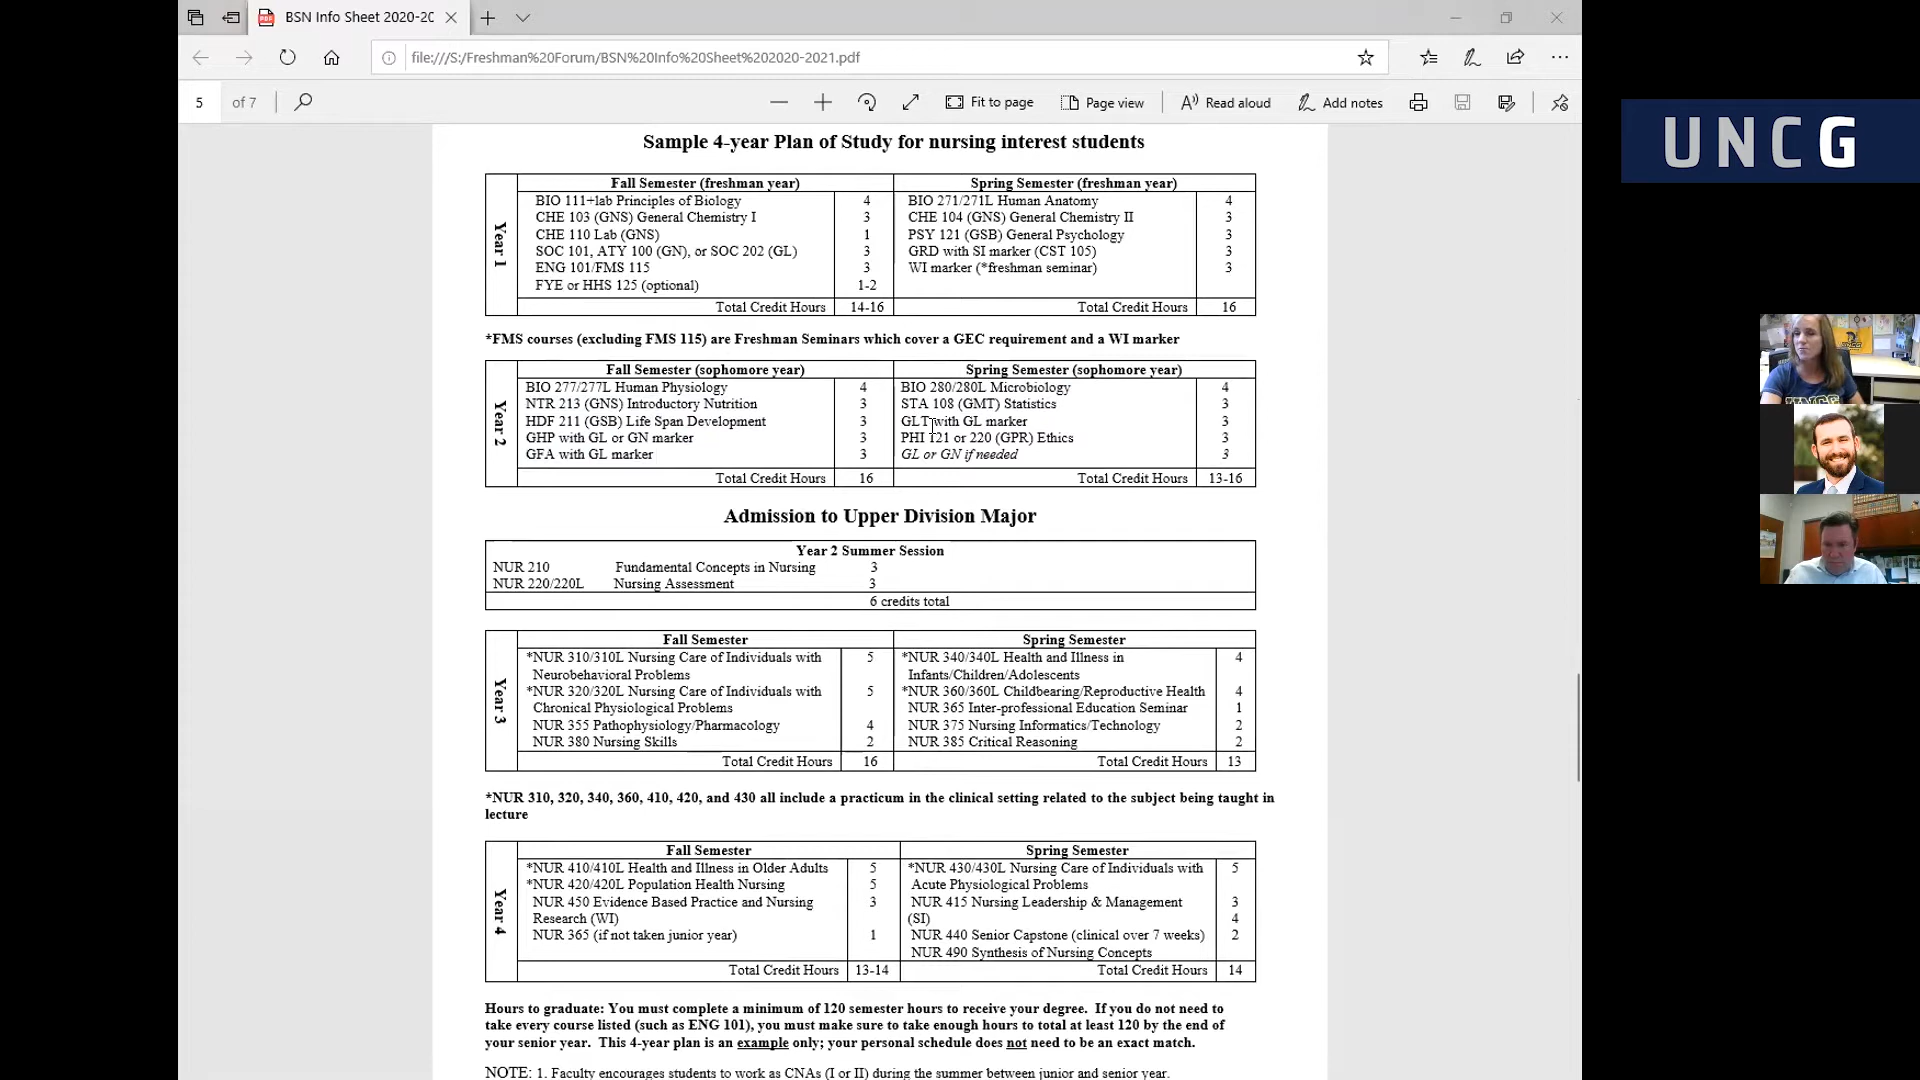 BSN Info Sheet 2020-20
file:///S:/Freshman%20Forum/BSN%20Info%20Sheet%202020-2021.pdf
5 of 7 Fit to page Page view Read aloud Add notes
UNCG
Sample 4-year Plan of Study for nursing interest students
Year 1
Fall Semester (freshman year) Spring Semester (freshman year)
BIO 111+lab Principles of Biology 4 BIO 271/271L Human Anatomy 4
CHE 103 (GNS) General Chemistry I 3 CHE 104 (GNS) General Chemistry II 3
CHE 110 Lab (GNS) 1 PSY 121 (GSB) General Psychology 3
SOC 101, ATY 100 (GN), or SOC 202 (GL) 3 GRD with SI marker (CST 105) 3
ENG 101/FMS 115 3 WI marker (*freshman seminar) 3
FYE or HHS 125 (optional) 1-2
Total Credit Hours 14-16 Total Credit Hours 16
*FMS courses (excluding FMS 115) are Freshman Seminars which cover a GEC requirement and a WI marker
Year 2
Fall Semester (sophomore year) Spring Semester (sophomore year)
BIO 277/277L Human Physiology 4 BIO 280/280L Microbiology 4
NTR 213 (GNS) Introductory Nutrition 3 STA 108 (GMT) Statistics 3
HDF 211 (GSB) Life Span Development 3 GLT with GL marker 3
GHP with GL or GN marker 3 PHI 121 or 220 (GPR) Ethics 3
GFA with GL marker 3 GL or GN if needed 3
Total Credit Hours 16 Total Credit Hours 13-16
Admission to Upper Division Major
Year 2 Summer Session
NUR 210 Fundamental Concepts in Nursing 3
NUR 220/220L Nursing Assessment 3
6 credits total
Year 3
Fall Semester Spring Semester
*NUR 310/310L Nursing Care of Individuals with 5 *NUR 340/340L Health and Illness in 4
Neurobehavioral Problems Infants/Children/Adolescents
*NUR 320/320L Nursing Care of Individuals with 5 *NUR 360/360L Childbearing/Reproductive Health 4
Chronical Physiological Problems NUR 365 Inter-professional Education Seminar 1
NUR 355 Pathophysiology/Pharmacology 4 NUR 375 Nursing Informatics/Technology 2
NUR 380 Nursing Skills 2 NUR 385 Critical Reasoning 2
Total Credit Hours 16 Total Credit Hours 13
*NUR 310, 320, 340, 360, 410, 420, and 430 all include a practicum in the clinical setting related to the subject being taught in
lecture
Year 4
Fall Semester Spring Semester
*NUR 410/410L Health and Illness in Older Adults 5 *NUR 430/430L Nursing Care of Individuals with 5
*NUR 420/420L Population Health Nursing 5 Acute Physiological Problems
NUR 450 Evidence Based Practice and Nursing 3 NUR 415 Nursing Leadership & Management 3
Research (WI) (SI) 4
NUR 365 (if not taken junior year) 1 NUR 440 Senior Capstone (clinical over 7 weeks) 2
NUR 490 Synthesis of Nursing Concepts
Total Credit Hours 13-14 Total Credit Hours 14
Hours to graduate: You must complete a minimum of 120 semester hours to receive your degree. If you do not need to
take every course listed (such as ENG 101), you must make sure to take enough hours to total at least 120 by the end of
your senior year. This 4-year plan is an example only; your personal schedule does not need to be an exact match.
NOTE: 1. Faculty encourages students to work as CNAs (I or II) during the summer between junior and senior year.